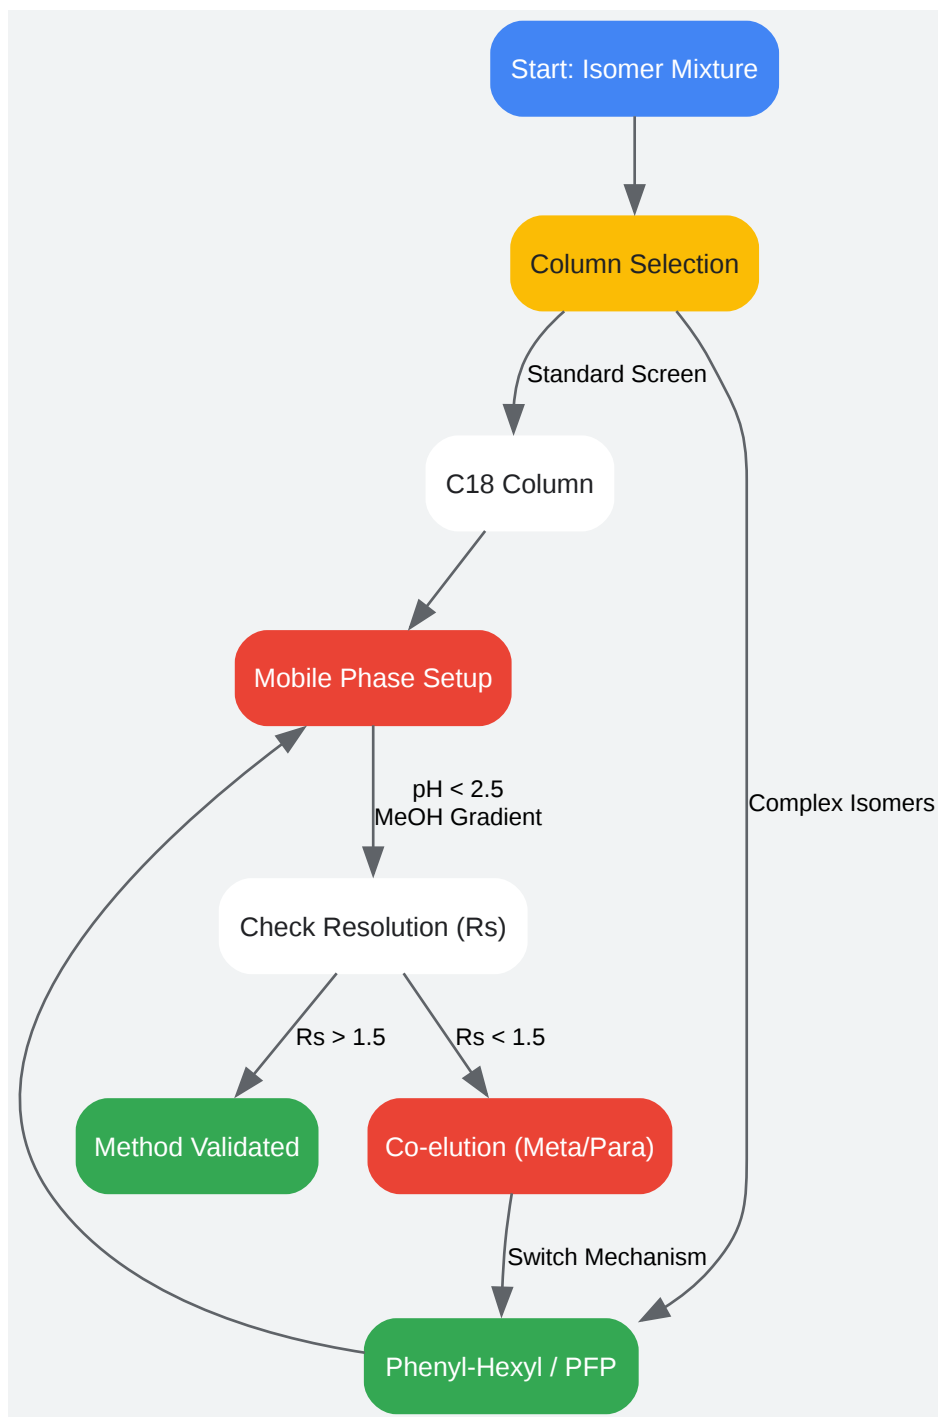 Start: Isomer Mixture
Column Selection
Standard Screen
C18 Column
Mobile Phase Setup
pH < 2.5
MeOH Gradient
Complex Isomers
Check Resolution (Rs)
Rs > 1.5
Rs < 1.5
Method Validated
Co-elution (Meta/Para)
Switch Mechanism
Phenyl-Hexyl / PFP